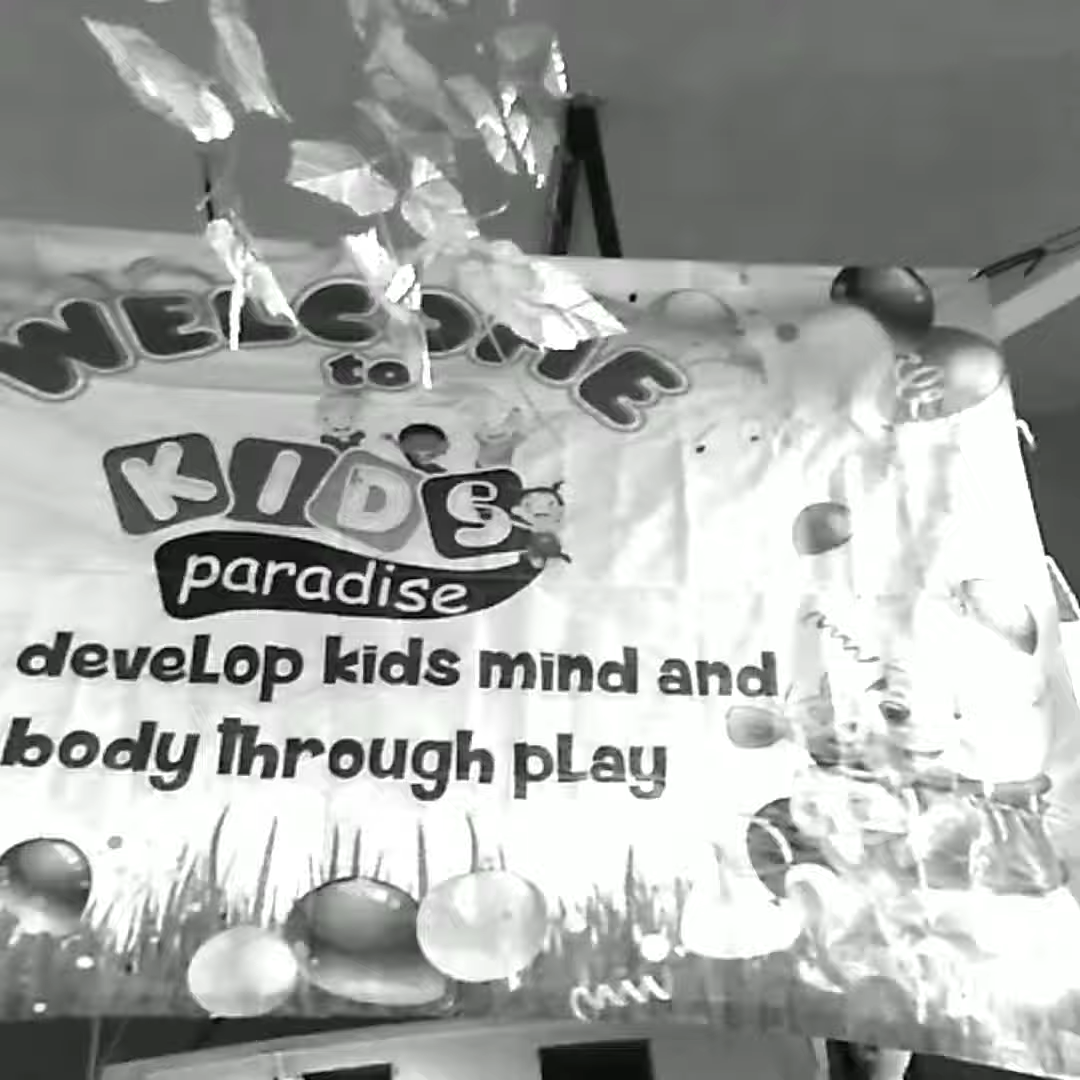 WELCOME
to
KIDS
paradise
develop kids mind and
body through play